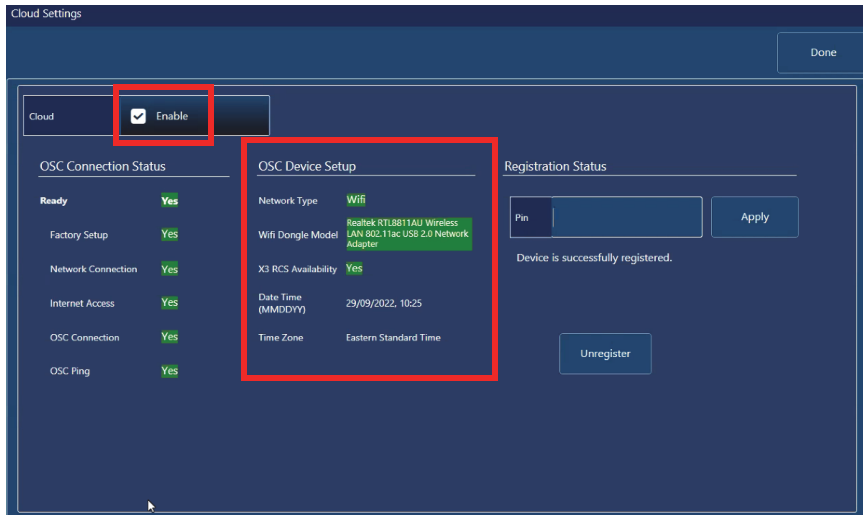 Cloud Settings
Done
Cloud
Enable
OSC Connection Status
Ready Yes
Factory Setup Yes
Network Connection Yes
Internet Access Yes
OSC Connection Yes
OSC Ping Yes
OSC Device Setup
Network Type Wifi
Wifi Dongle Model
Realtek RTL8811AU Wireless
LAN 802.11ac USB 2.0 Network
Adapter
X3 RCS Availability Yes
Date Time
(MMDDYY)
29/09/2022, 10:25
Time Zone Eastern Standard Time
Registration Status
Pin
Apply
Device is successfully registered.
Unregister